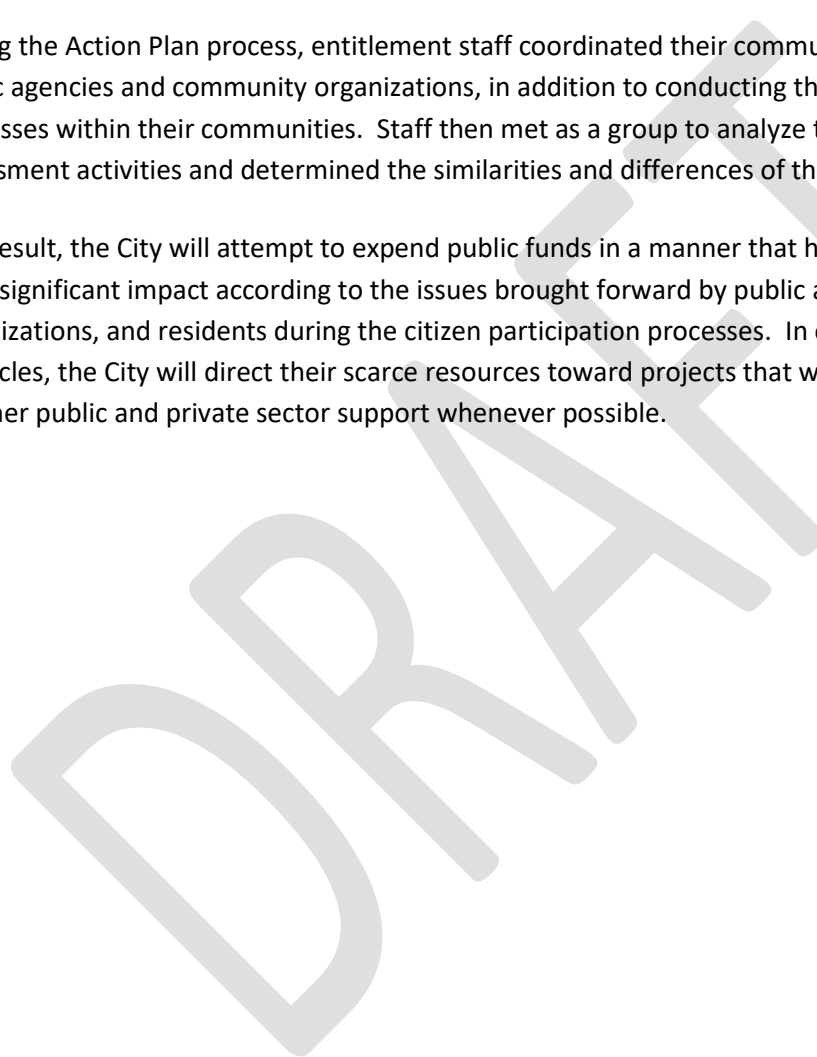 g the Action Plan process, entitlement staff coordinated their commu
c agencies and community organizations, in addition to conducting th
sses within their communities.  Staff then met as a group to analyze t
sment activities and determined the similarities and differences of th
esult, the City will attempt to expend public funds in a manner that h
significant impact according to the issues brought forward by public a
izations, and residents during the citizen participation processes.  In
cles, the City will direct their scarce resources toward projects that w
ner public and private sector support whenever possible.
DRAFT